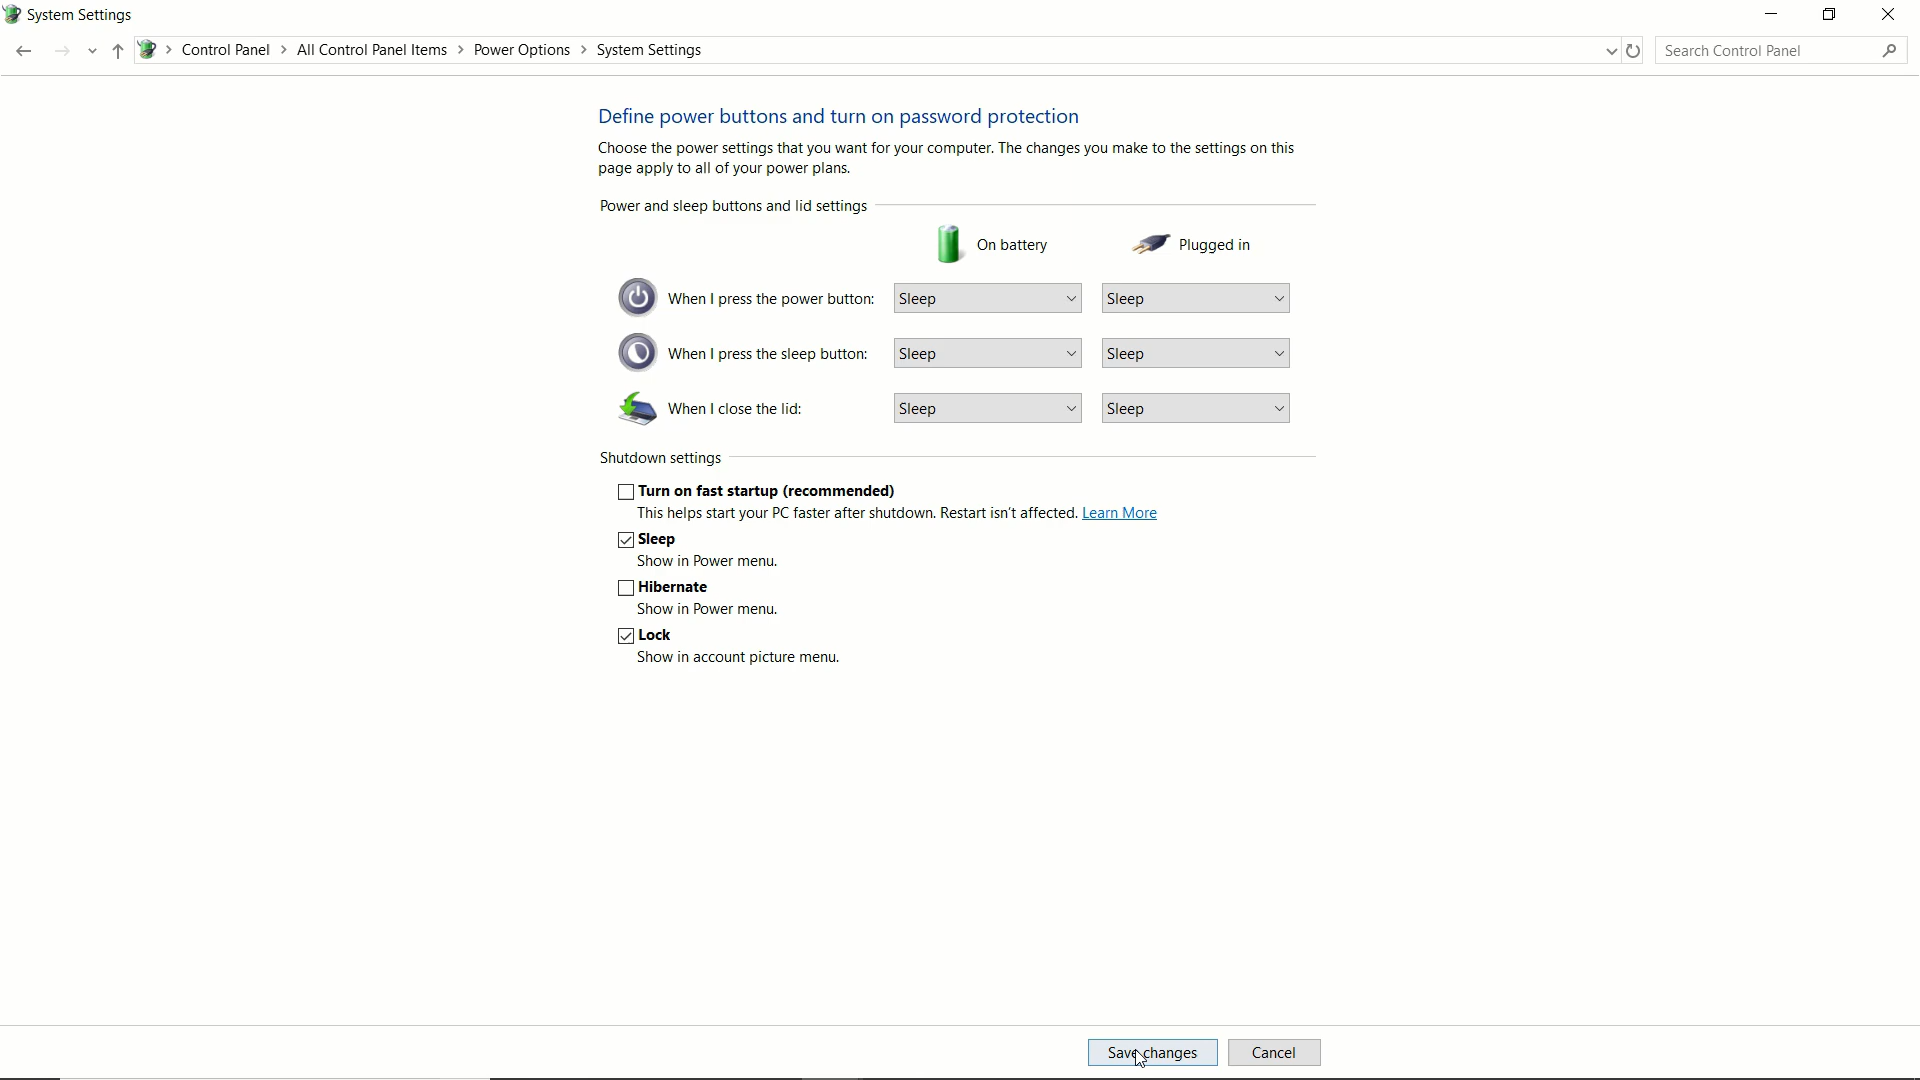 System Settings
Control Panel > All Control Panel Items > Power Options > System Settings
Search Control Panel
Define power buttons and turn on password protection
Choose the power settings that you want for your computer. The changes you make to the settings on this
page apply to all of your power plans.
Power and sleep buttons and lid settings
On battery Plugged in
When I press the power button: Sleep Sleep
When I press the sleep button: Sleep Sleep
When I close the lid: Sleep Sleep
Shutdown settings
Turn on fast startup (recommended)
This helps start your PC faster after shutdown. Restart isn't affected. Learn More
Sleep
Show in Power menu.
Hibernate
Show in Power menu.
Lock
Show in account picture menu.
Save changes Cancel